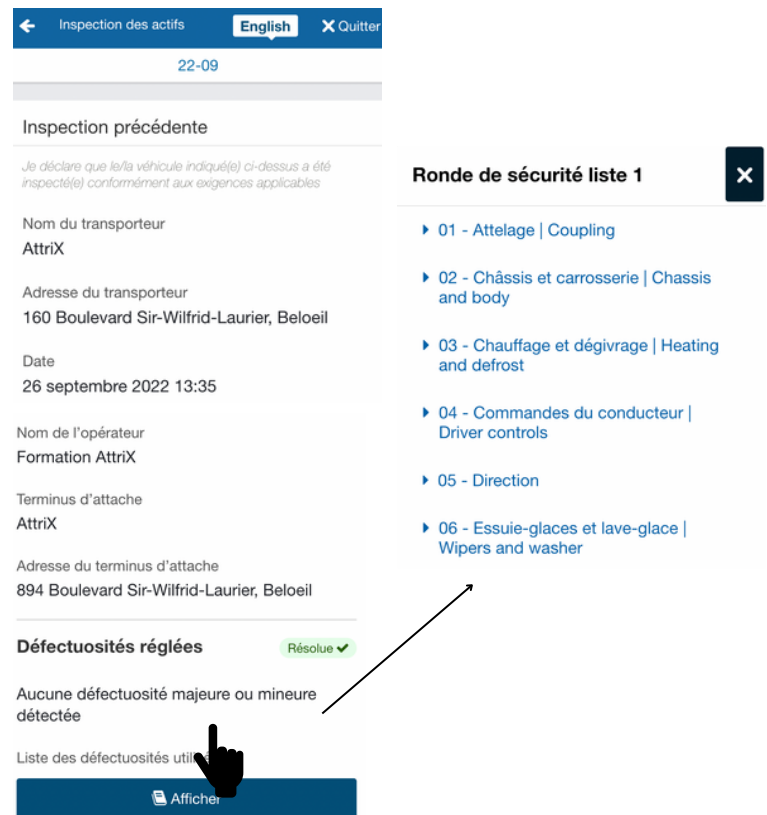 Inspection des actifs
English
Quitter
22-09
Inspection précédente
Je déclare que le/la véhicule indiqué(e) ci-dessus a été
inspecté(e) conformément aux exigences applicables
Nom du transporteur
AttriX
Adresse du transporteur
160 Boulevard Sir-Wilfrid-Laurier, Beloeil
Date
26 septembre 2022 13:35
Nom de l'opérateur
Formation AttriX
Terminus d'attache
AttriX
Adresse du terminus d'attache
894 Boulevard Sir-Wilfrid-Laurier, Beloeil
Défectuosités réglées
Résolue
Aucune défectuosité majeure ou mineure
détectée
Liste des défectuosités
Afficher
Ronde de sécurité liste 1
01 - Attelage | Coupling
02 - Châssis et carrosserie | Chassis
and body
03 - Chauffage et dégivrage | Heating
and defrost
04 - Commandes du conducteur |
Driver controls
05 - Direction
06 - Essuie-glaces et lave-glace |
Wipers and washer